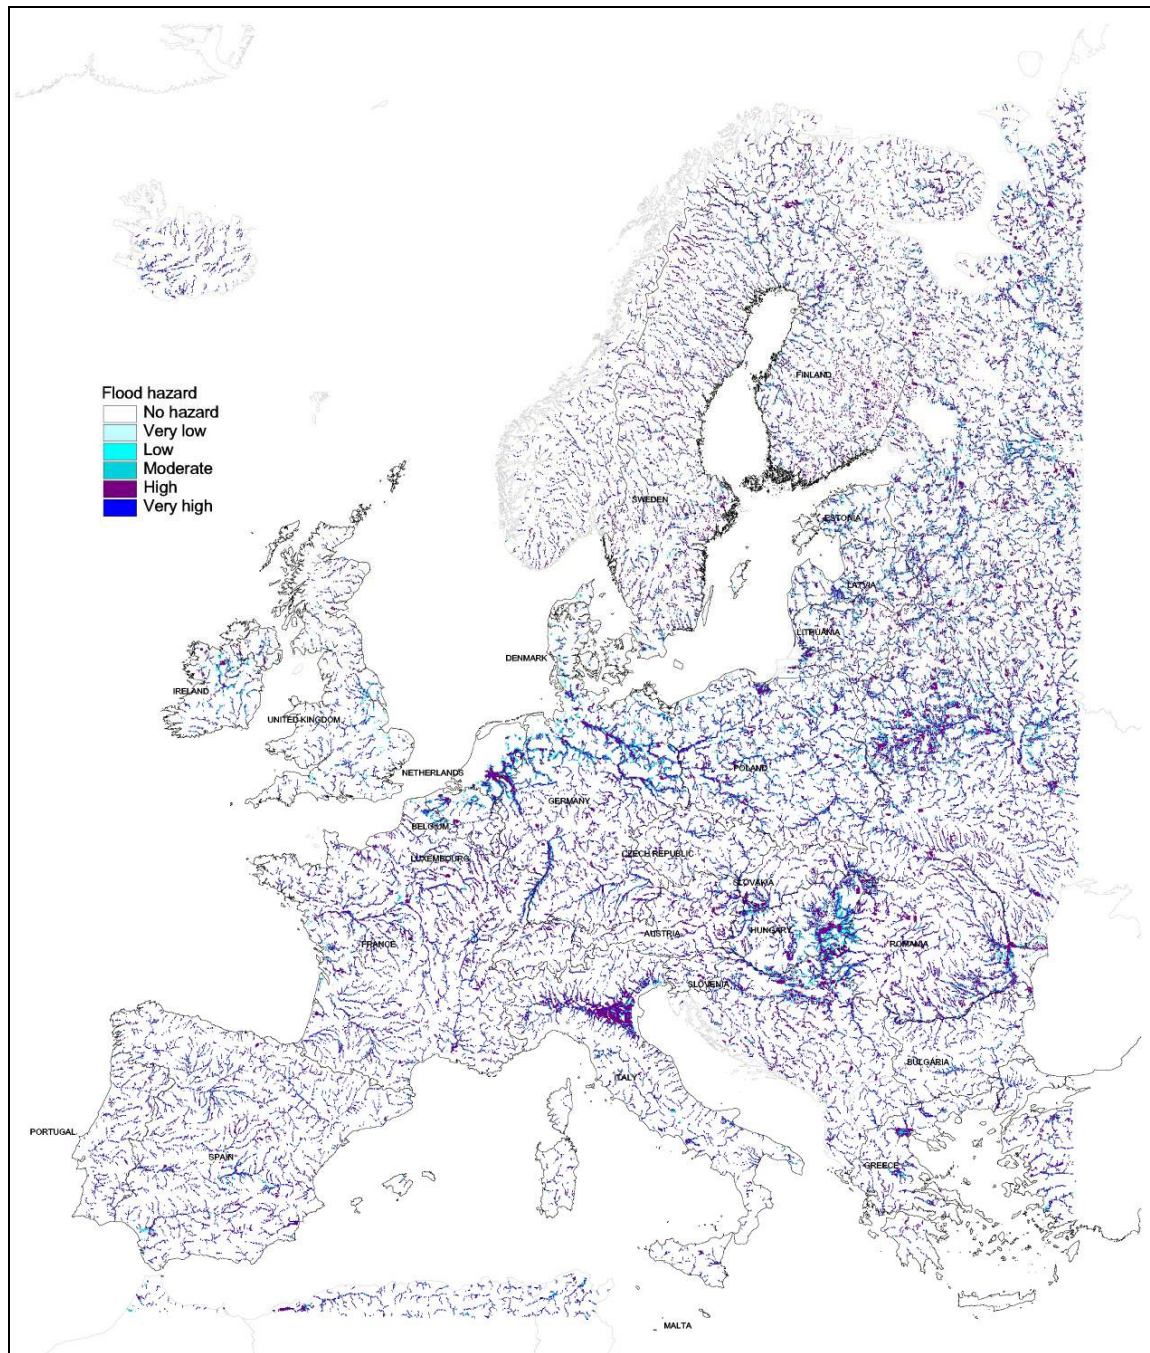 Flood hazard
No hazard
Very low
Low
Moderate
High
Very high
FINLAND
SWEDEN
ESTONIA
LATVIA
LITHUANIA
DENMARK
IRELAND
UNITED KINGDOM
NETHERLANDS
POLAND
GERMANY
BELGIUM
LUXEMBOURG
CZECH REPUBLIC
SLOVAKIA
AUSTRIA
HUNGARY
FRANCE
ROMANIA
SLOVENIA
BULGARIA
ITALY
PORTUGAL
SPAIN
GREECE
MALTA